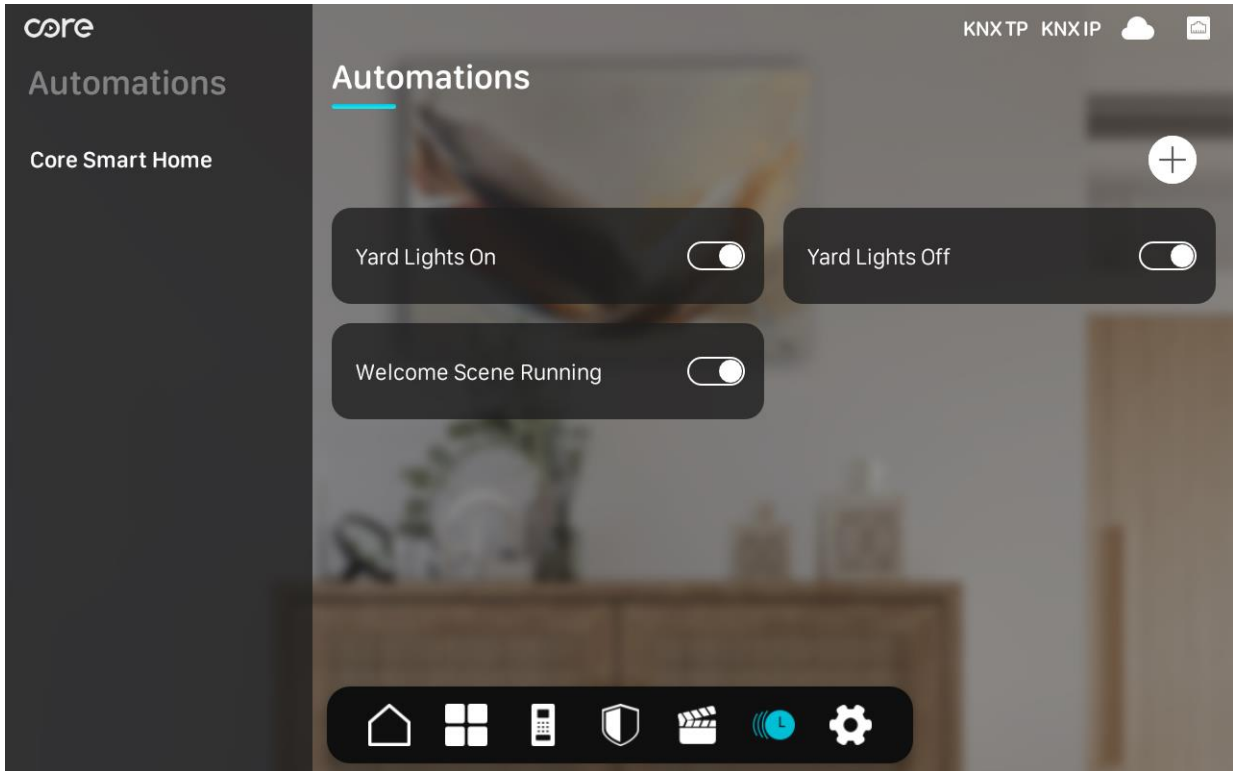 core
KNX TP KNX IP
Automations
Automations
Core Smart Home
Yard Lights On
Yard Lights Off
Welcome Scene Running